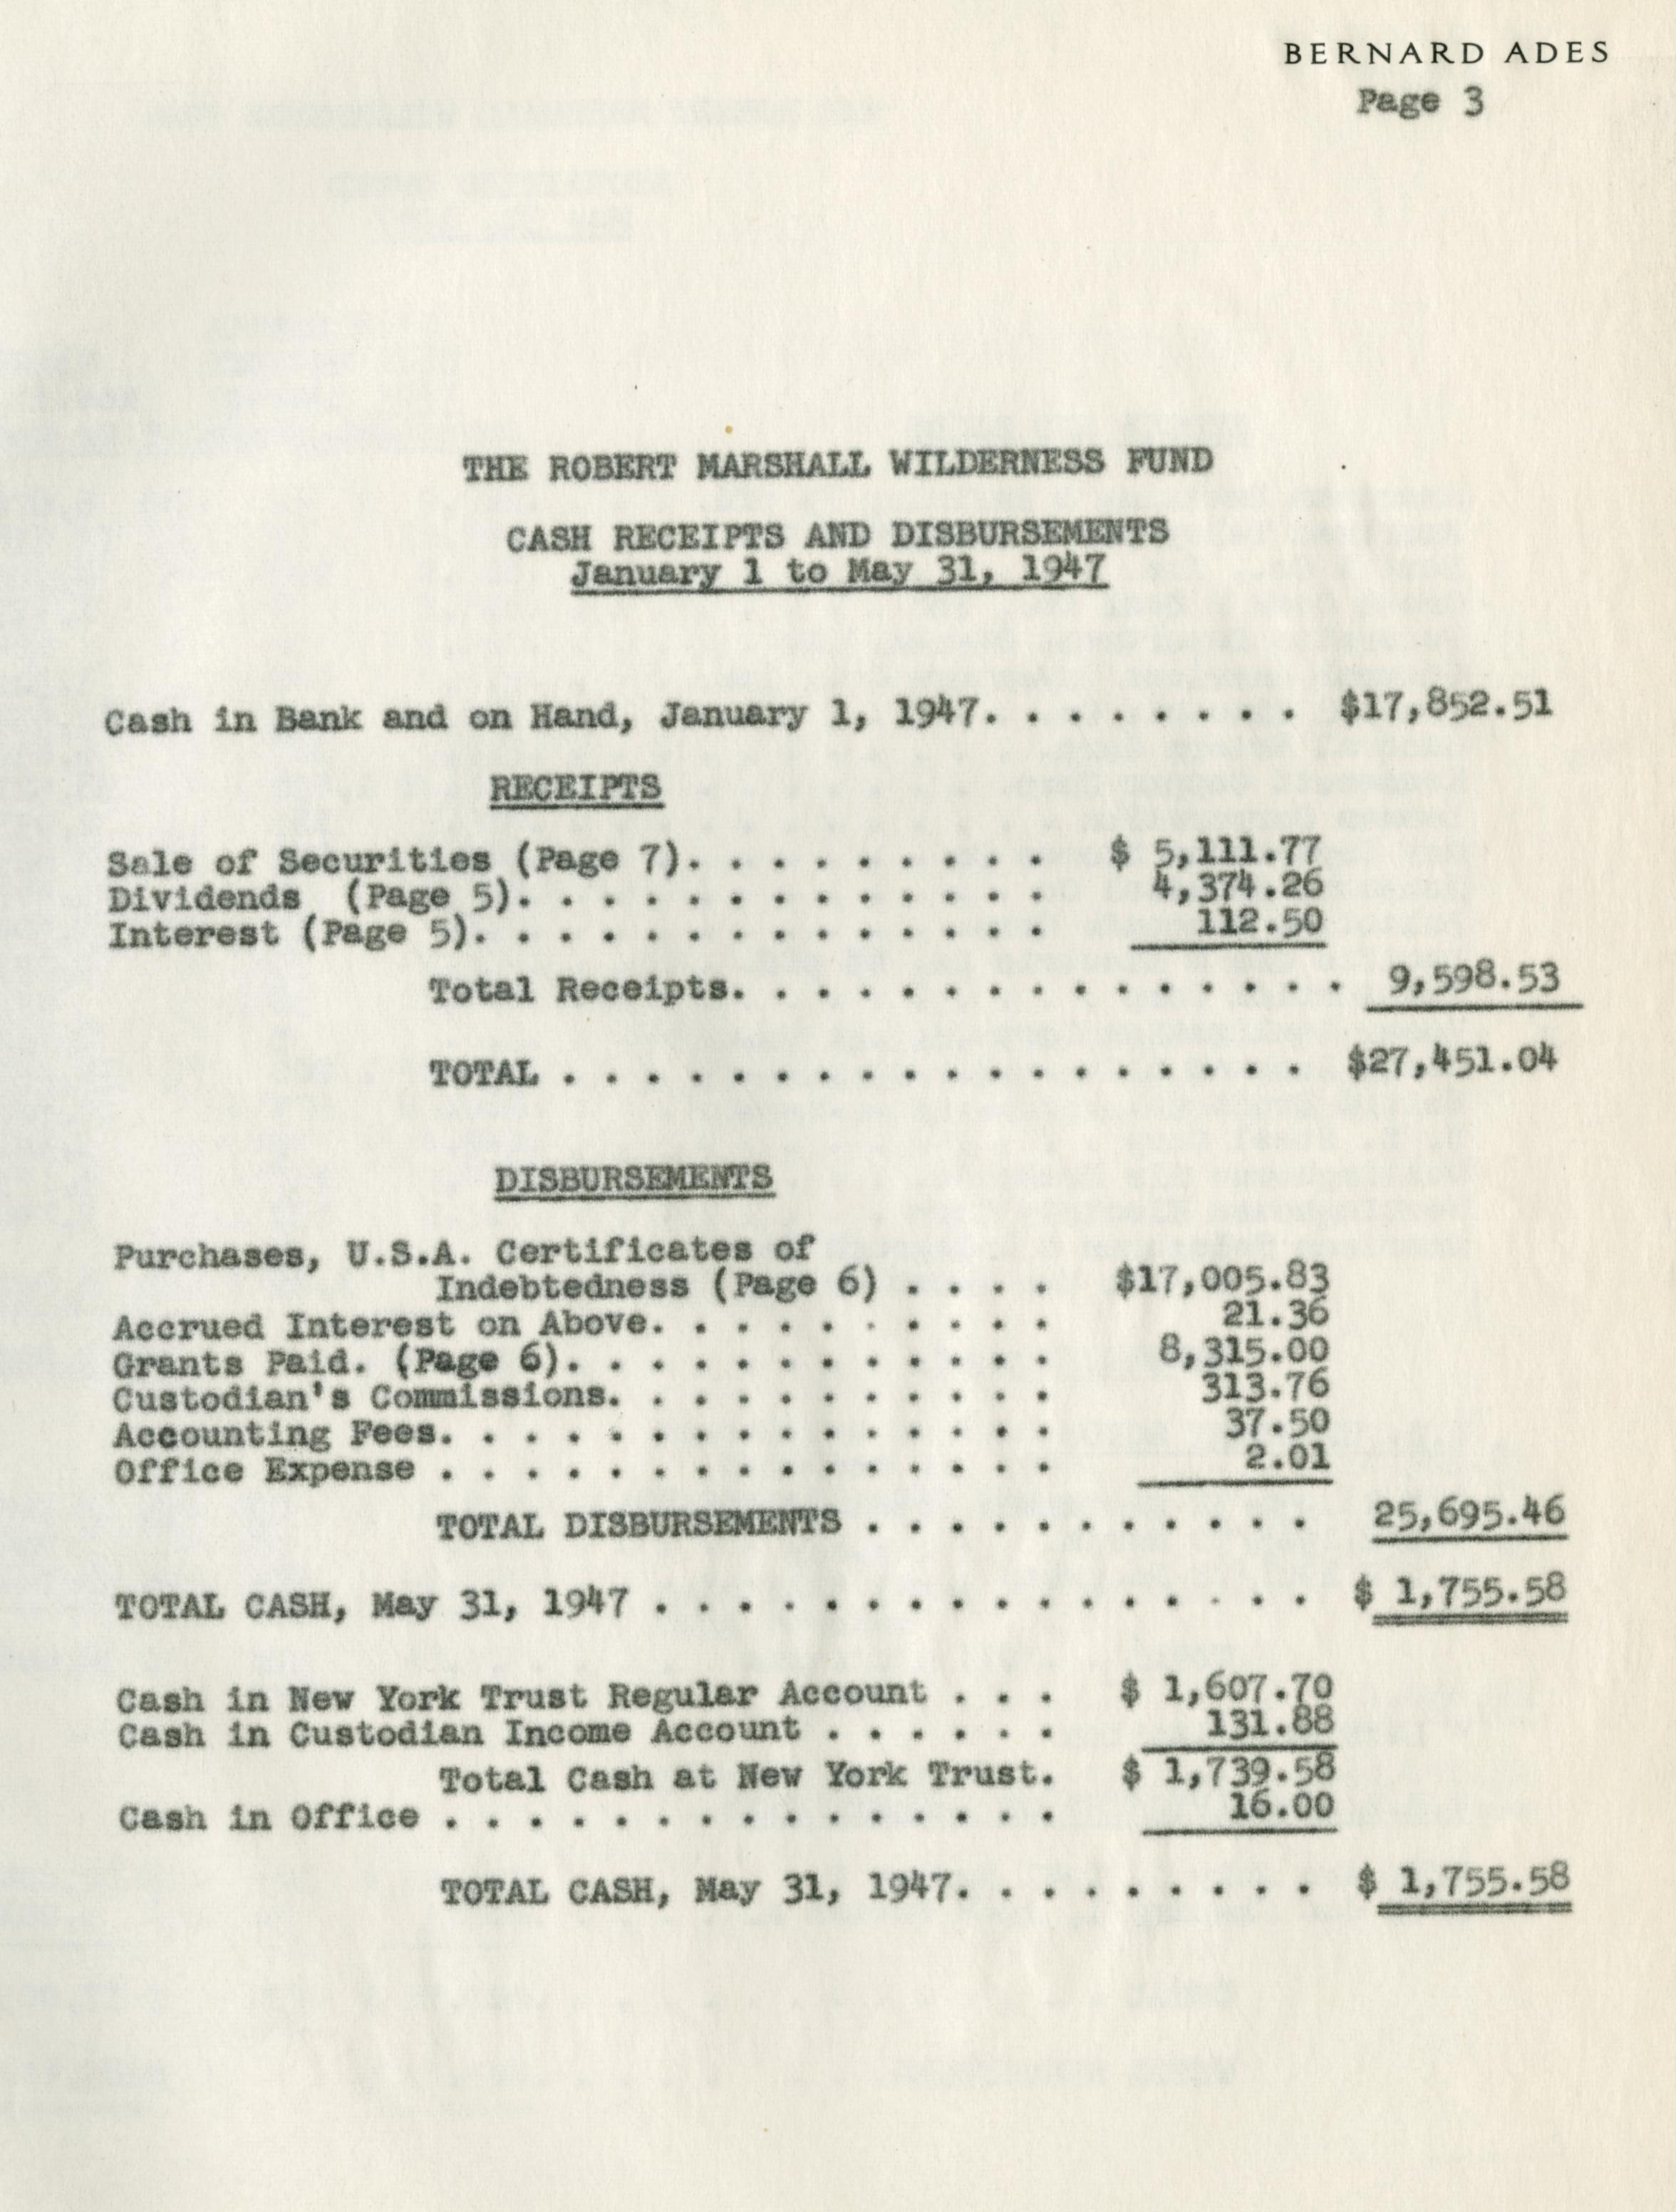 BERNARD ADES
Page 3
THE ROBERT MARSHALL WILDERNESS FUND
CASH RECEIPTS AND DISBURSEMENTS
January 1 to May 31, 1947
Cash in Bank and on Hand, January 1, 1947. . . . . . . . $17,852.51
RECEIPTS
Sale of Securities (Page 7). . . . . . . . . $ 5,111.77
Dividends (Page 5). . . . . . . . . . . . . 4,374.26
Interest (Page 5). . . . . . . . . . . . . . 112.50
Total Receipts. . . . . . . . . . . . . . . 9,598.53
TOTAL . . . . . . . . . . . . . . . . . . $27,451.04
DISBURSEMENTS
Purchases, U.S.A. Certificates of
Indebtedness (Page 6) . . . . $17,005.83
Accrued Interest on Above. . . . . . . . . . 21.36
Grants Paid. (Page 6). . . . . . . . . . . . 8,315.00
Custodian's Commissions. . . . . . . . . . . 313.76
Accounting Fees. . . . . . . . . . . . . . . 37.50
Office Expense . . . . . . . . . . . . . . . 2.01
TOTAL DISBURSEMENTS . . . . . . . . . . . 25,695.46
TOTAL CASH, May 31, 1947 . . . . . . . . . . . . . . . . $ 1,755.58
Cash in New York Trust Regular Account . . . $ 1,607.70
Cash in Custodian Income Account . . . . . . 131.88
Total Cash at New York Trust. $ 1,739.58
Cash in Office . . . . . . . . . . . . . . . 16.00
TOTAL CASH, May 31, 1947. . . . . . . . . $ 1,755.58